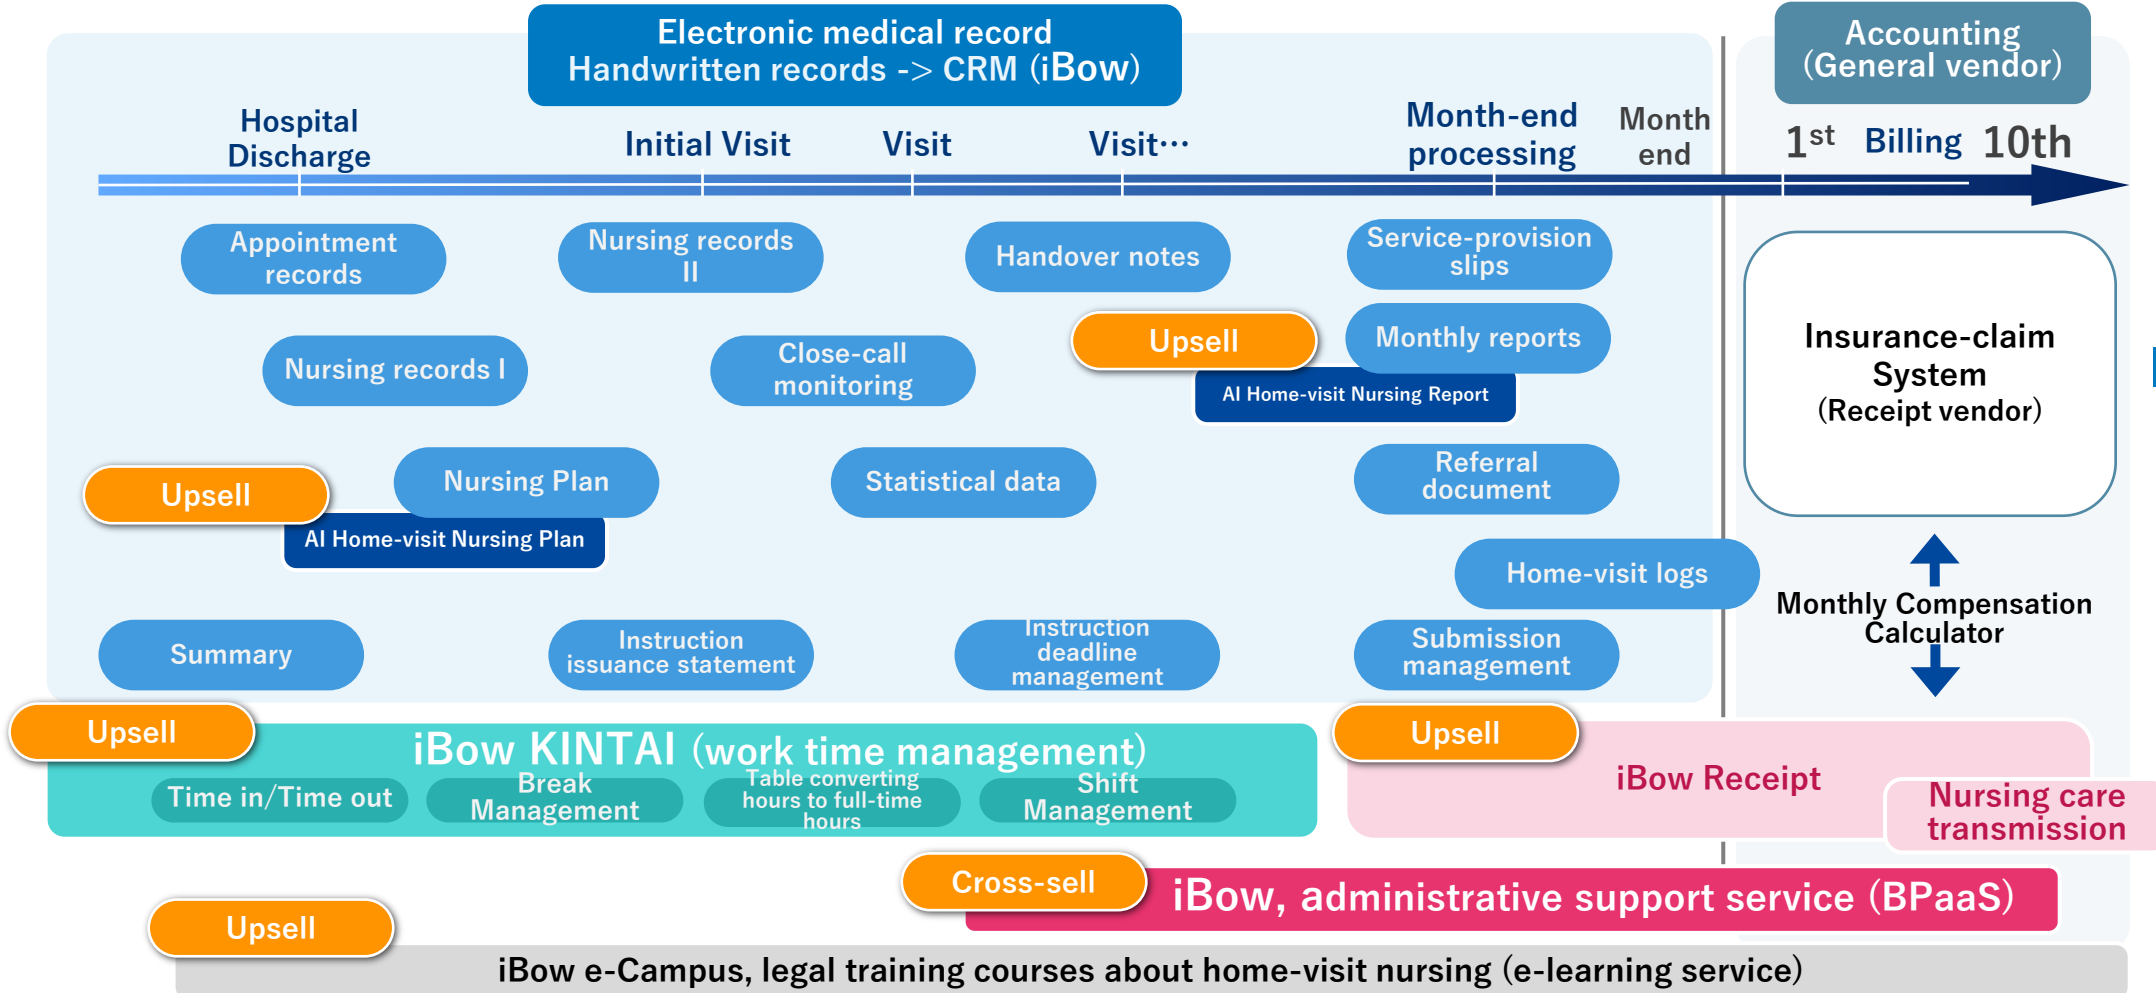 Electronic medical record
Handwritten records -> CRM (iBow)
Accounting
(General vendor)
Hospital
Discharge
Initial Visit
Visit
Visit…
Month-end
processing
Month
end
1st
Billing
10th
Appointment
records
Nursing records
II
Handover notes
Service-provision
slips
Nursing records I
Close-call
monitoring
Upsell
Monthly reports
AI Home-visit Nursing Report
Insurance-claim
System
(Receipt vendor)
Upsell
Nursing Plan
AI Home-visit Nursing Plan
Statistical data
Referral
document
Home-visit logs
Monthly Compensation
Calculator
Summary
Instruction
issuance statement
Instruction
deadline
management
Submission
management
Upsell
iBow KINTAI (work time management)
Time in/Time out
Break
Management
Table converting
hours to full-time
hours
Shift
Management
Upsell
iBow Receipt
Nursing care
transmission
Cross-sell
iBow, administrative support service (BPaaS)
Upsell
iBow e-Campus, legal training courses about home-visit nursing (e-learning service)